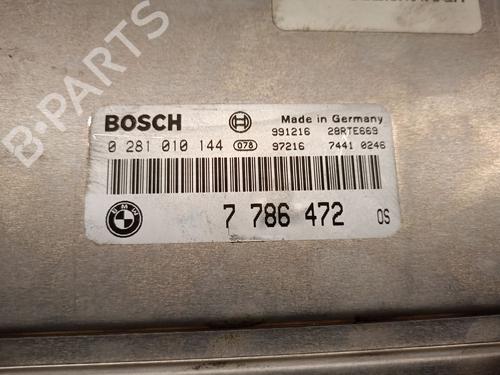 B-PARTS
BOSCH
Made in Germany
991216 28RTE669
0 281 010 144 078 97216 7441 0246
BMW
7 786 472 OS